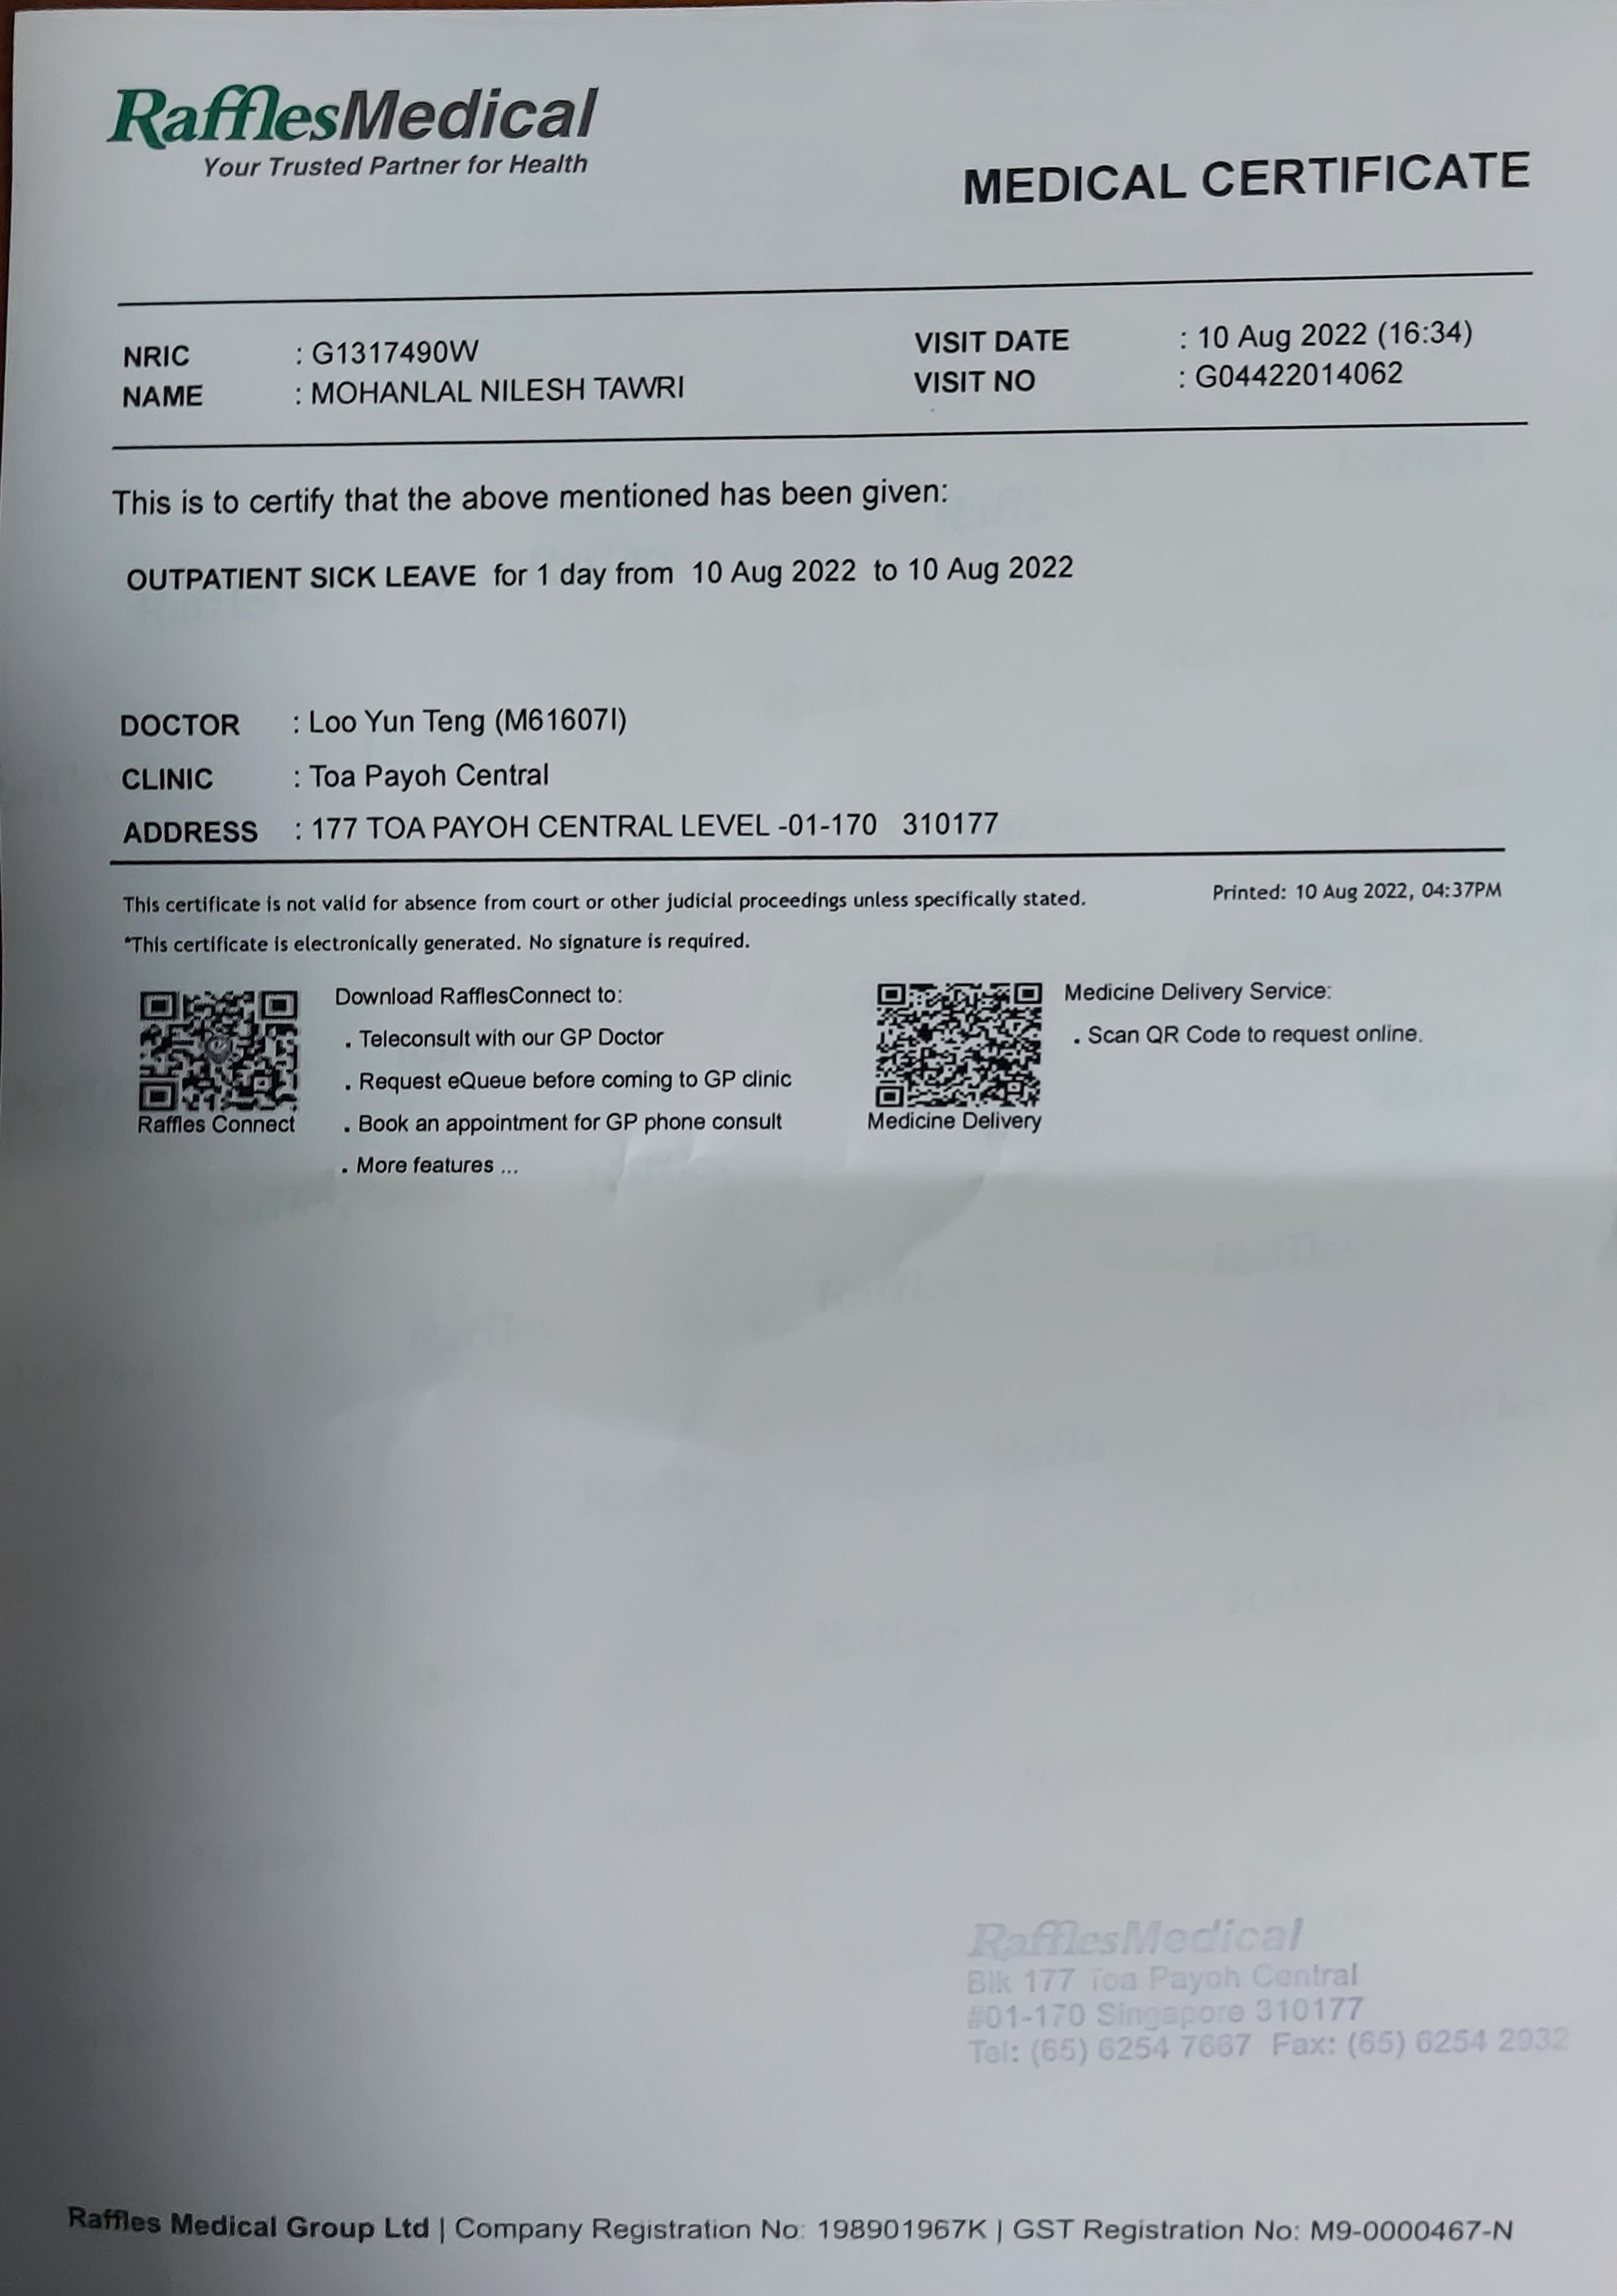 RafflesMedical
Your Trusted Partner for Health
MEDICAL CERTIFICATE
NRIC : G1317490W VISIT DATE : 10 Aug 2022 (16:34)
NAME : MOHANLAL NILESH TAWRI VISIT NO : G04422014062
This is to certify that the above mentioned has been given:
OUTPATIENT SICK LEAVE for 1 day from 10 Aug 2022 to 10 Aug 2022
DOCTOR : Loo Yun Teng (M61607I)
CLINIC : Toa Payoh Central
ADDRESS : 177 TOA PAYOH CENTRAL LEVEL -01-170 310177
This certificate is not valid for absence from court or other judicial proceedings unless specifically stated. Printed: 10 Aug 2022, 04:37PM
*This certificate is electronically generated. No signature is required.
Download RafflesConnect to: Medicine Delivery Service:
. Teleconsult with our GP Doctor . Scan QR Code to request online.
. Request eQueue before coming to GP clinic
Raffles Connect . Book an appointment for GP phone consult Medicine Delivery
. More features ...
RafflesMedical
Blk 177 Toa Payoh Central
#01-170 Singapore 310177
Tel: (65) 6254 7667 Fax: (65) 6254 2932
Raffles Medical Group Ltd | Company Registration No: 198901967K | GST Registration No: M9-0000467-N